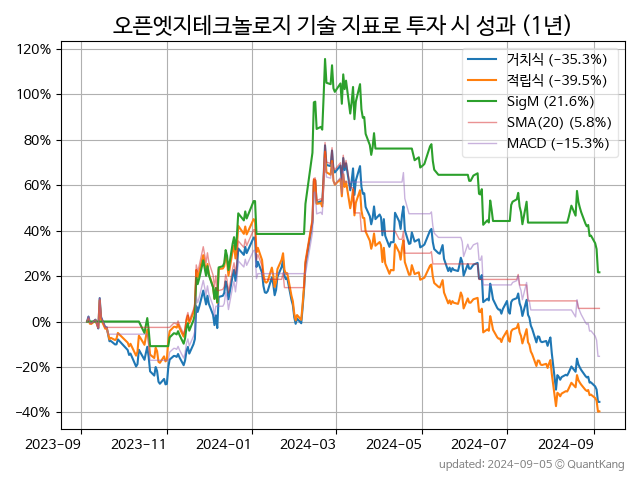 오픈엣지테크놀로지 기술 지표로 투자 시 성과 (1년)
120%
100%
80%
60%
40%
20%
0%
−20%
−40%
거치식 (−35.3%)
적립식 (−39.5%)
SigM (21.6%)
SMA(20) (5.8%)
MACD (−15.3%)
2023-09
2023-11
2024-01
2024-03
2024-05
2024-07
2024-09
updated: 2024-09-05 © QuantKang